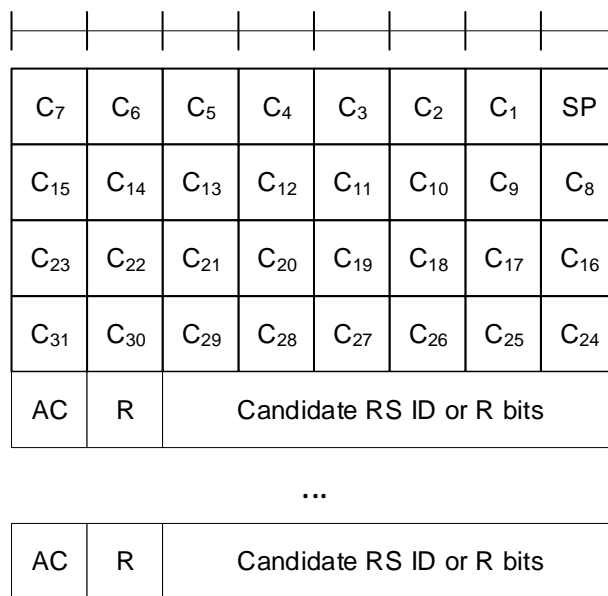 C₇ C₆ C₅ C₄ C₃ C₂ C₁ SP
C₁₅ C₁₄ C₁₃ C₁₂ C₁₁ C₁₀ C₉ C₈
C₂₃ C₂₂ C₂₁ C₂₀ C₁₉ C₁₈ C₁₇ C₁₆
C₃₁ C₃₀ C₂₉ C₂₈ C₂₇ C₂₆ C₂₅ C₂₄
AC R Candidate RS ID or R bits
...
AC R Candidate RS ID or R bits